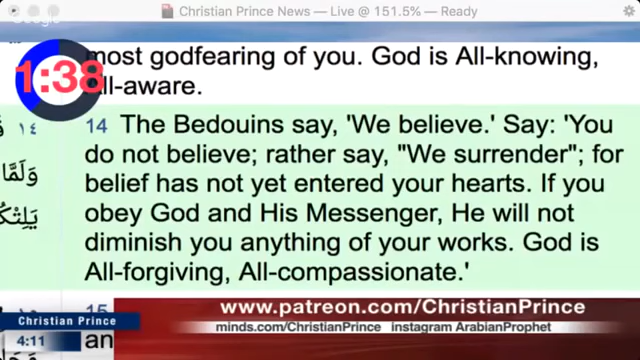 Christian Prince News — Live @ 151.5% — Ready
Google
1:38
most godfearing of you. God is All-knowing,
All-aware.
١٤
14 The Bedouins say, 'We believe.' Say: 'You
do not believe; rather say, "We surrender"; for
belief has not yet entered your hearts. If you
obey God and His Messenger, He will not
diminish you anything of your works. God is
All-forgiving, All-compassionate.'
15
www.patreon.com/ChristianPrince
Christian Prince
minds.com/ChristianPrince instagram ArabianProphet
4:11
an